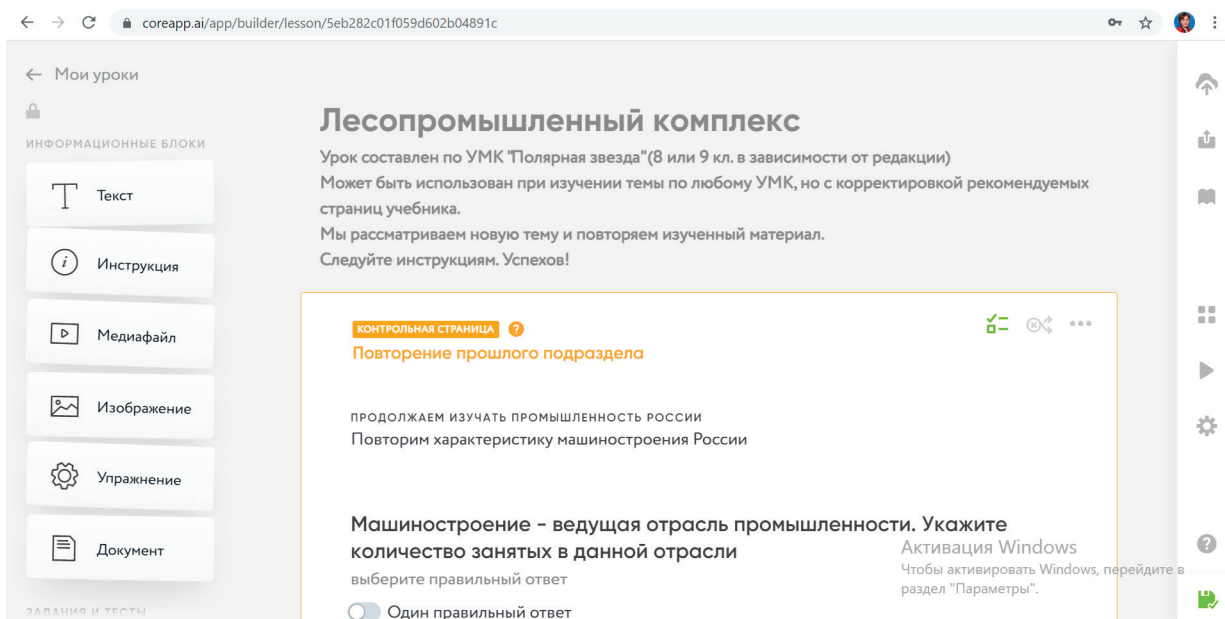 coreapp.ai/app/builder/lesson/5eb282c01f059d602b04891c
Мои уроки
ИНФОРМАЦИОННЫЕ БЛОКИ
Текст
Инструкция
Медиафайл
Изображение
Упражнение
Документ
ЗАДАНИЯ И ТЕСТЫ
Лесопромышленный комплекс
Урок составлен по УМК "Полярная звезда"(8 или 9 кл. в зависимости от редакции)
Может быть использован при изучении темы по любому УМК, но с корректировкой рекомендуемых
страниц учебника.
Мы рассматриваем новую тему и повторяем изученный материал.
Следуйте инструкциям. Успехов!
КОНТРОЛЬНАЯ СТРАНИЦА ?
Повторение прошлого подраздела
ПРОДОЛЖАЕМ ИЗУЧАТЬ ПРОМЫШЛЕННОСТЬ РОССИИ
Повторим характеристику машиностроения России
Машиностроение - ведущая отрасль промышленности. Укажите
количество занятых в данной отрасли
выберите правильный ответ
Один правильный ответ
Активация Windows
Чтобы активировать Windows, перейдите в
раздел "Параметры".